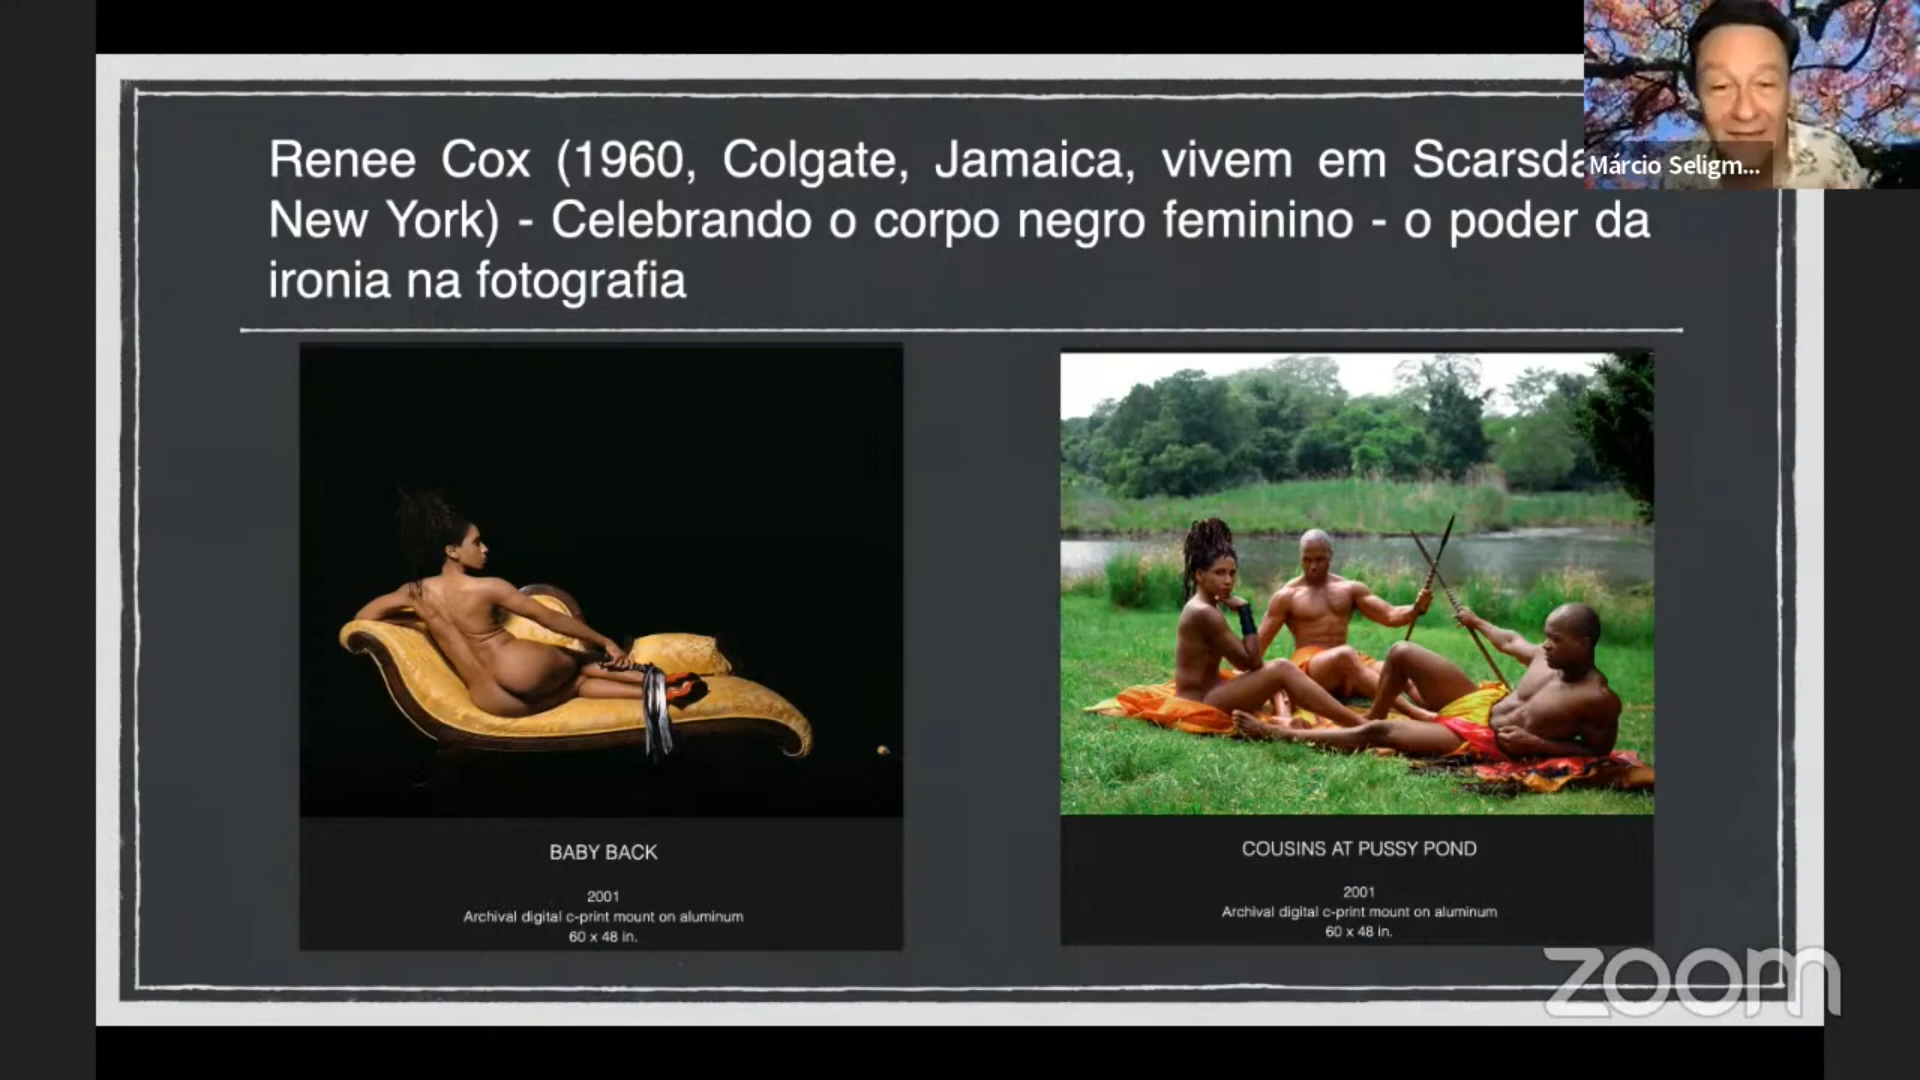 Renee Cox (1960, Colgate, Jamaica, vivem em
New York) - Celebrando o corpo negro feminino - o poder da
ironia na fotografia
Márcio Seligm...
BABY BACK
2001
Archival digital c-print mount on aluminum
60 x 48 in.
COUSINS AT PUSSY POND
2001
Archival digital c-print mount on aluminum
60 x 48 in.
zoom